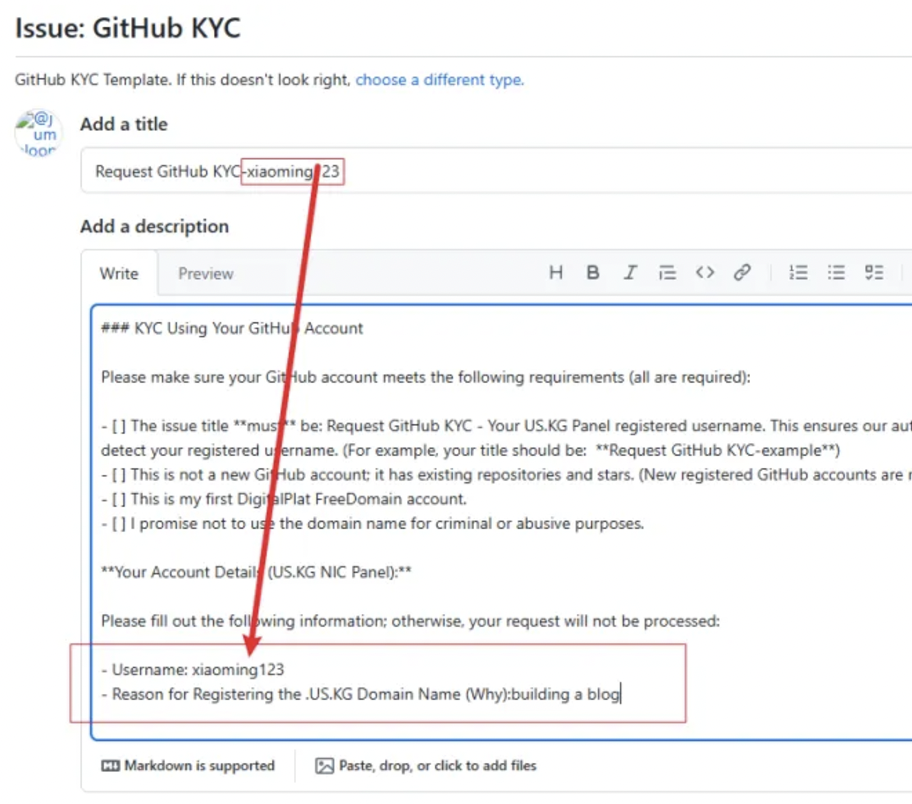 Issue: GitHub KYC
GitHub KYC Template. If this doesn't look right, choose a different type.
@j
um
loon
Add a title
Request GitHub KYC-xiaoming123
Add a description
Write Preview
### KYC Using Your GitHub Account
Please make sure your GitHub account meets the following requirements (all are required):
- [ ] The issue title **must** be: Request GitHub KYC - Your US.KG Panel registered username. This ensures our aut
detect your registered username. (For example, your title should be: **Request GitHub KYC-example**)
- [ ] This is not a new GitHub account; it has existing repositories and stars. (New registered GitHub accounts are
- [ ] This is my first DigitalPlat FreeDomain account.
- [ ] I promise not to use the domain name for criminal or abusive purposes.
**Your Account Details (US.KG NIC Panel):**
Please fill out the following information; otherwise, your request will not be processed:
- Username: xiaoming123
- Reason for Registering the .US.KG Domain Name (Why):building a blog
Markdown is supported Paste, drop, or click to add files